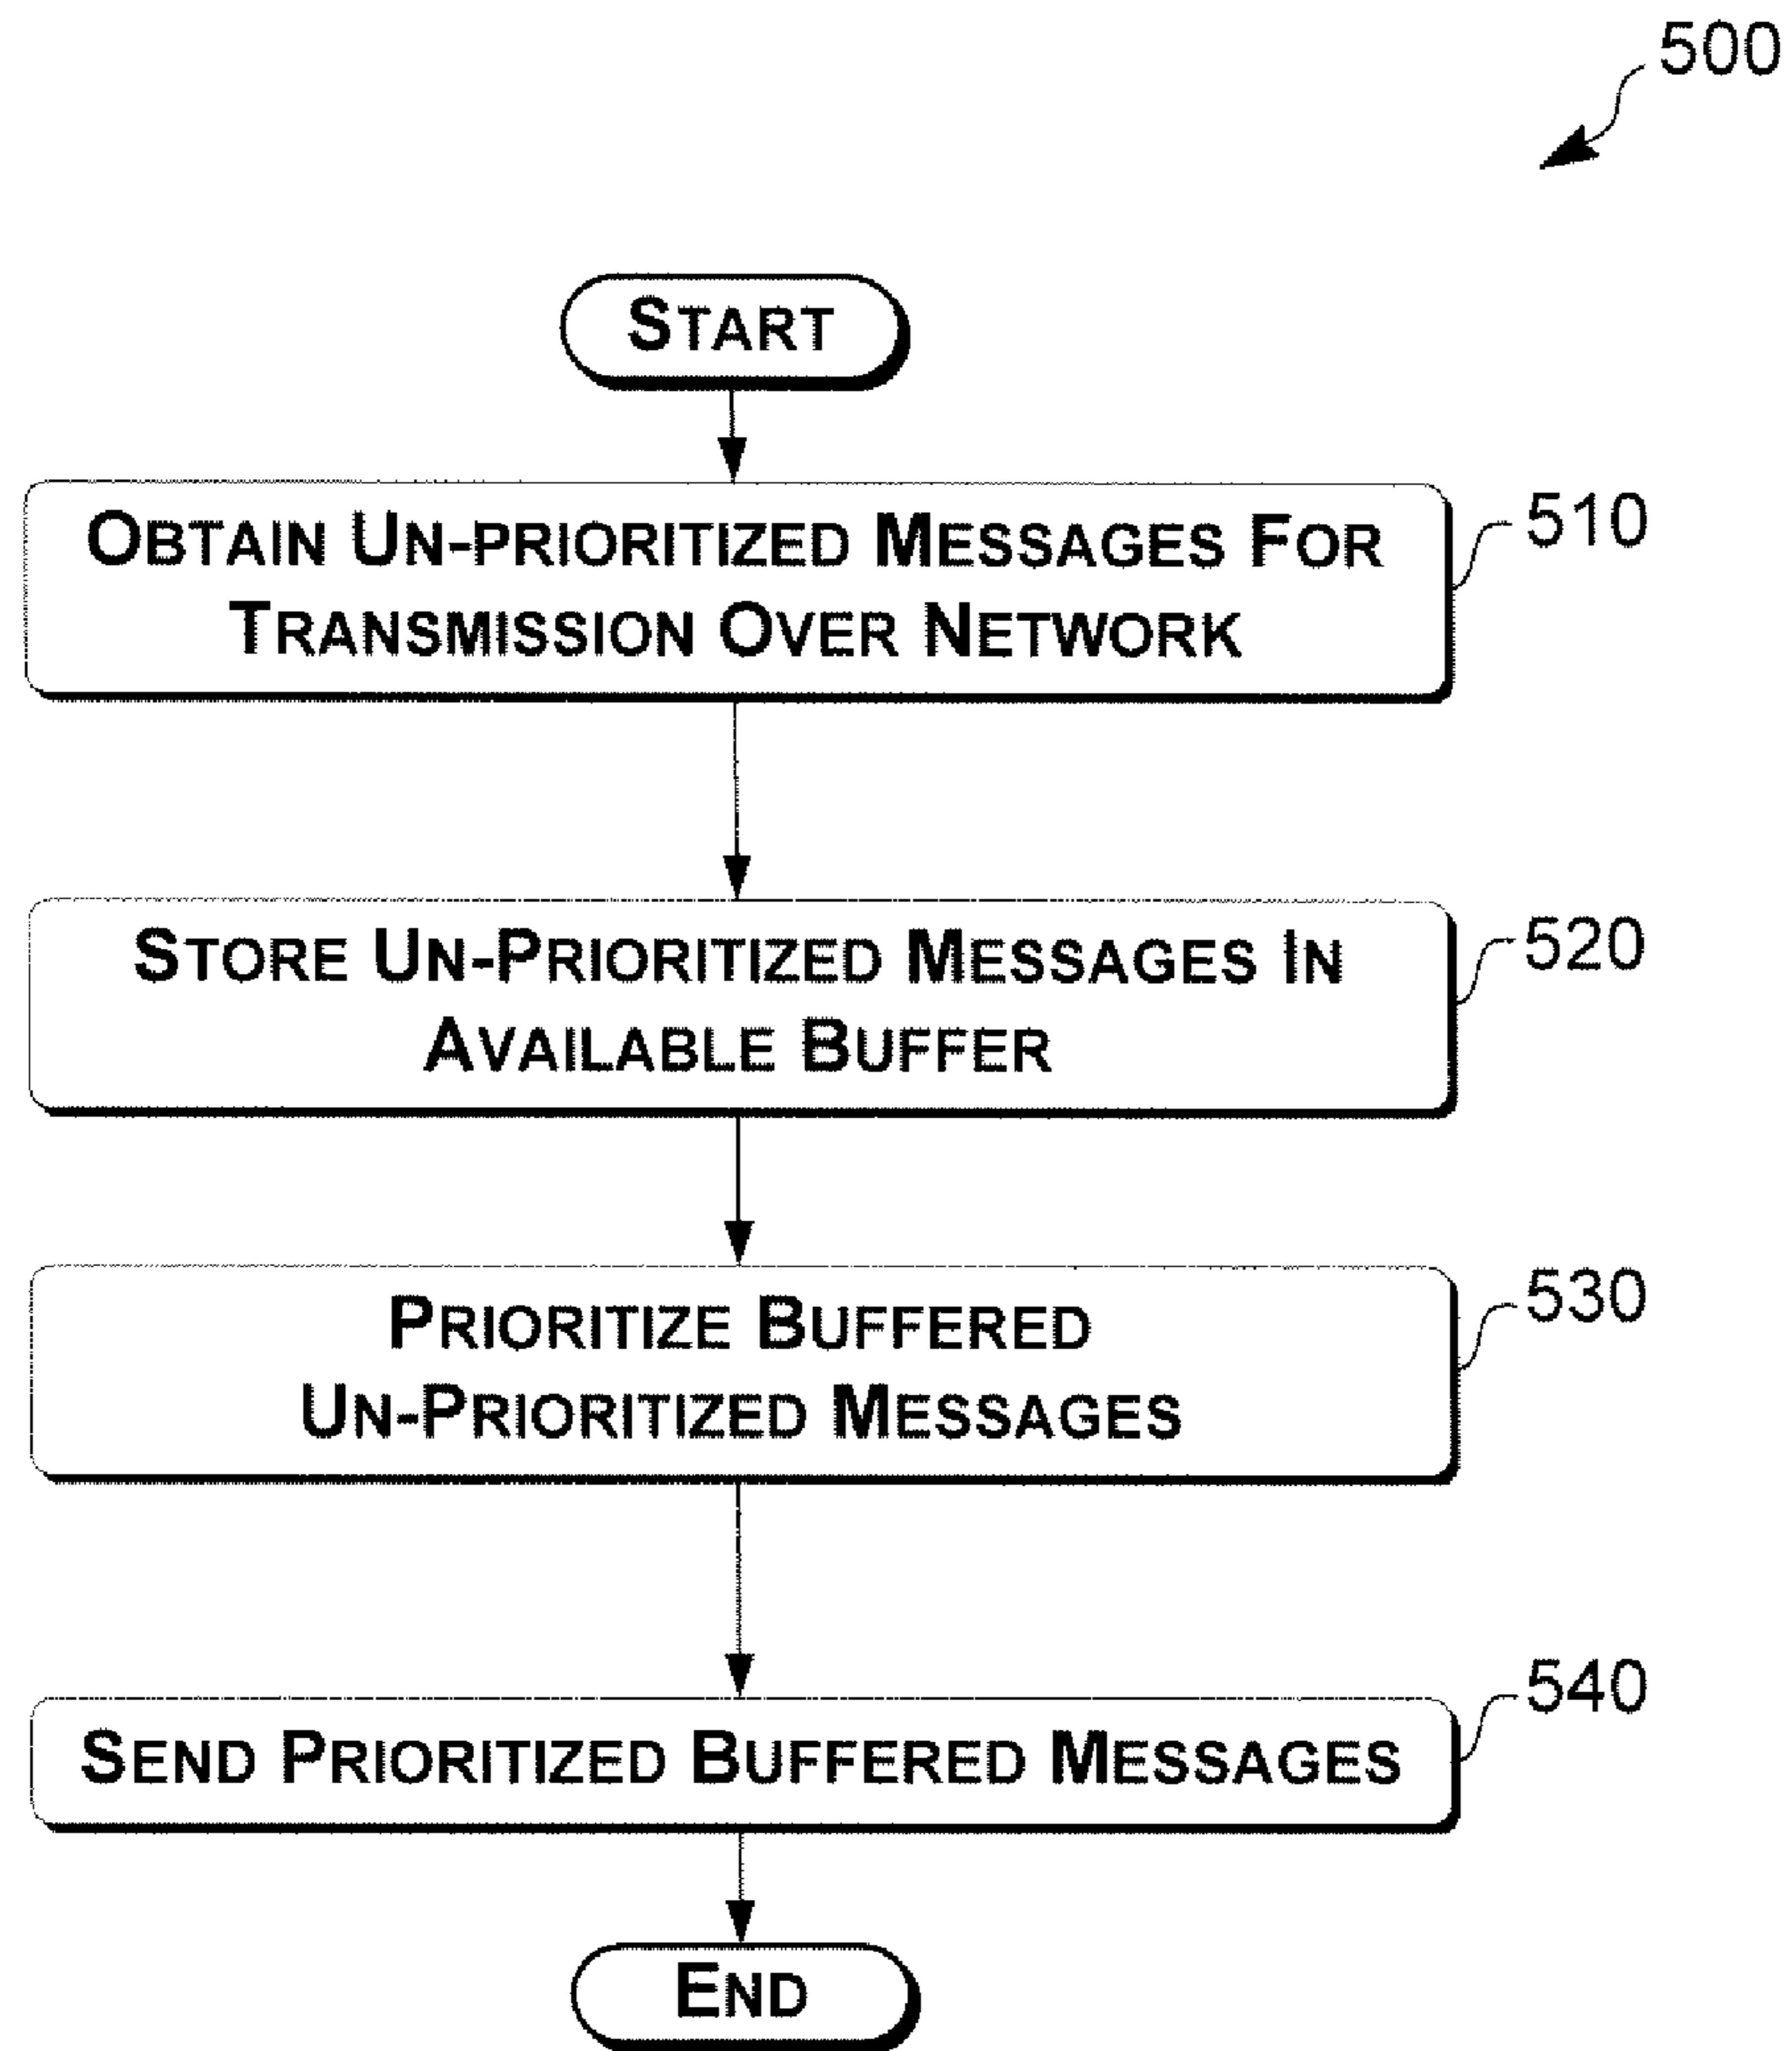 500
START
OBTAIN UN-PRIORITIZED MESSAGES FOR
TRANSMISSION OVER NETWORK
510
STORE UN-PRIORITIZED MESSAGES IN
AVAILABLE BUFFER
520
PRIORITIZE BUFFERED
UN-PRIORITIZED MESSAGES
530
SEND PRIORITIZED BUFFERED MESSAGES
540
END